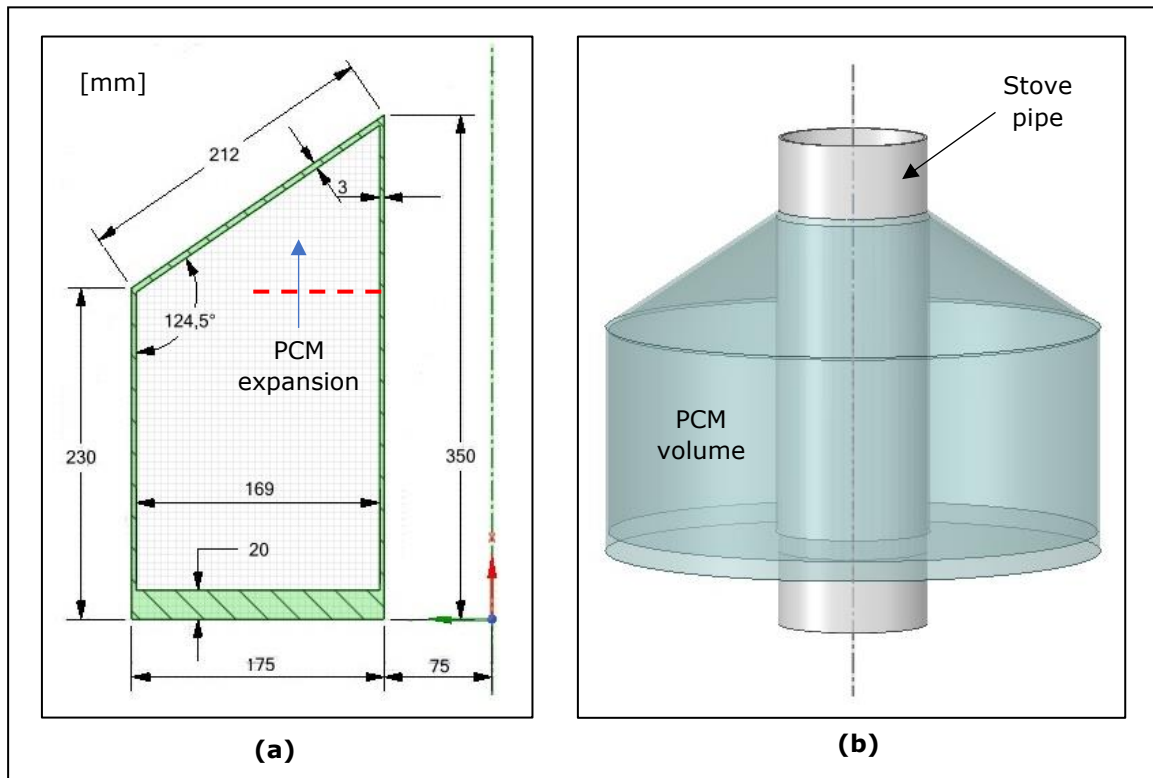 [mm]
212
3
124,5°
PCM
expansion
230
350
169
20
175
75
x
(a)
Stove
pipe
PCM
volume
(b)